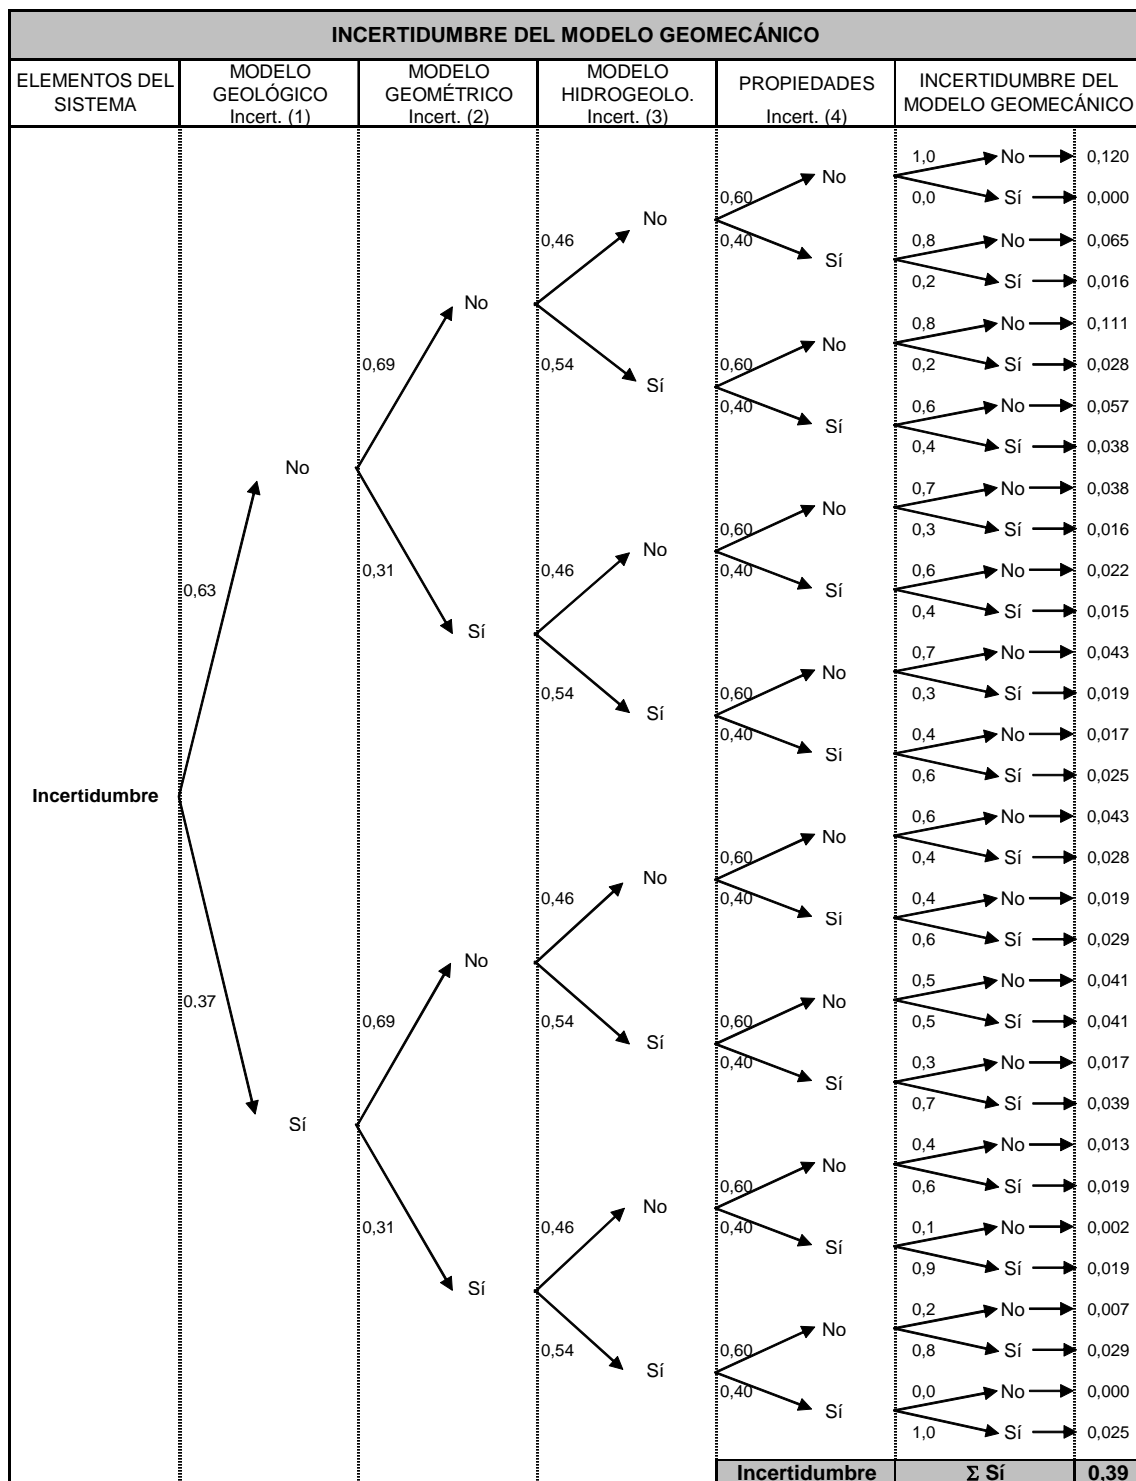 INCERTIDUMBRE DEL MODELO GEOMECÁNICO
ELEMENTOS DEL SISTEMA
MODELO GEOLÓGICO Incert. (1)
MODELO GEOMÉTRICO Incert. (2)
MODELO HIDROGEOLO. Incert. (3)
PROPIEDADES Incert. (4)
INCERTIDUMBRE DEL MODELO GEOMECÁNICO
1,0 No 0,120
No
0,60
0,0 Sí 0,000
No
0,46
0,40
0,8 No 0,065
Sí
0,2 Sí 0,016
No
0,8 No 0,111
No
0,69
0,54
0,60
0,2 Sí 0,028
Sí
0,40
0,6 No 0,057
Sí
0,4 Sí 0,038
No
0,7 No 0,038
No
0,60
0,3 Sí 0,016
No
0,63
0,31
0,46
0,40
0,6 No 0,022
Sí
0,4 Sí 0,015
Sí
0,7 No 0,043
No
0,54
0,60
0,3 Sí 0,019
Sí
0,40
0,4 No 0,017
Sí
0,6 Sí 0,025
Incertidumbre
0,6 No 0,043
No
0,60
0,4 Sí 0,028
No
0,46
0,40
0,4 No 0,019
Sí
0,6 Sí 0,029
No
0,5 No 0,041
No
0,37
0,69
0,54
0,60
0,5 Sí 0,041
Sí
0,40
0,3 No 0,017
Sí
0,7 Sí 0,039
Sí
0,4 No 0,013
No
0,60
0,6 Sí 0,019
No
0,31
0,46
0,40
0,1 No 0,002
Sí
0,9 Sí 0,019
Sí
0,2 No 0,007
No
0,54
0,60
0,8 Sí 0,029
Sí
0,40
0,0 No 0,000
Sí
1,0 Sí 0,025
Incertidumbre Σ Sí 0,39